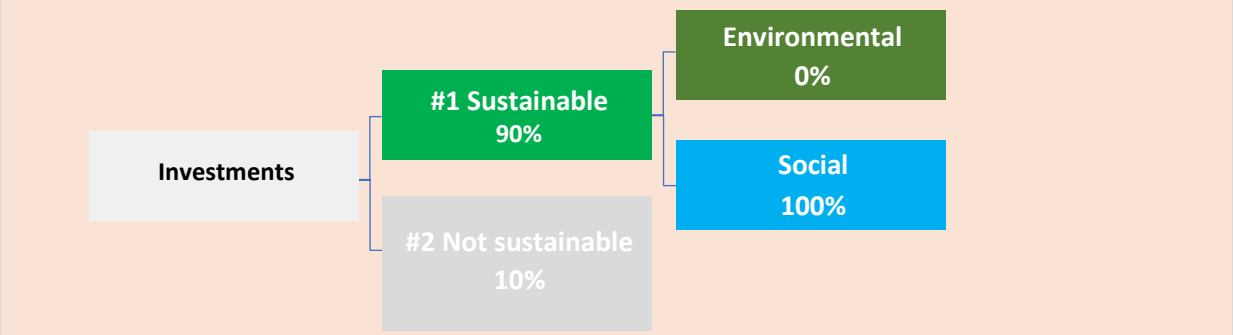 Investments
#1 Sustainable
90%
#2 Not sustainable
10%
Environmental
0%
Social
100%